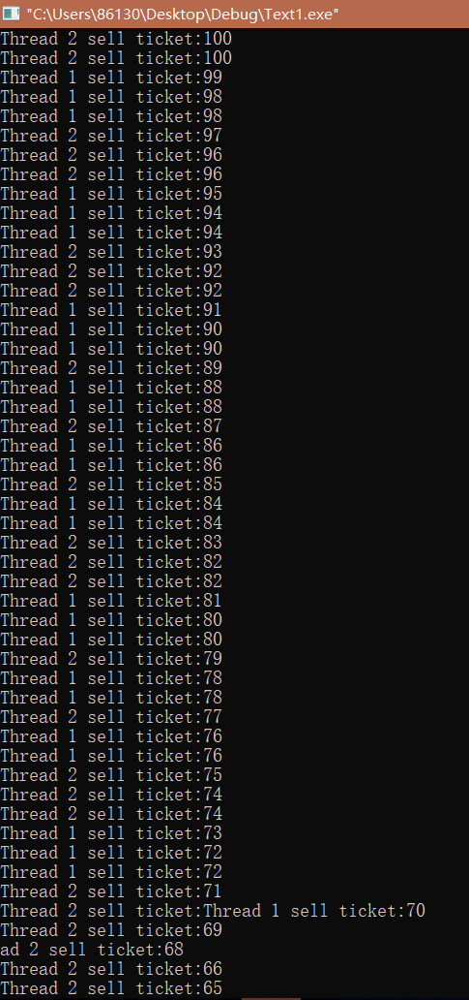 "C:\Users\86130\Desktop\Debug\Text1.exe"
Thread 2 sell ticket:100
Thread 2 sell ticket:100
Thread 1 sell ticket:99
Thread 1 sell ticket:98
Thread 1 sell ticket:98
Thread 2 sell ticket:97
Thread 2 sell ticket:96
Thread 2 sell ticket:96
Thread 1 sell ticket:95
Thread 1 sell ticket:94
Thread 1 sell ticket:94
Thread 2 sell ticket:93
Thread 2 sell ticket:92
Thread 2 sell ticket:92
Thread 1 sell ticket:91
Thread 1 sell ticket:90
Thread 1 sell ticket:90
Thread 2 sell ticket:89
Thread 1 sell ticket:88
Thread 1 sell ticket:88
Thread 2 sell ticket:87
Thread 1 sell ticket:86
Thread 1 sell ticket:86
Thread 2 sell ticket:85
Thread 1 sell ticket:84
Thread 1 sell ticket:84
Thread 2 sell ticket:83
Thread 2 sell ticket:82
Thread 2 sell ticket:82
Thread 1 sell ticket:81
Thread 1 sell ticket:80
Thread 1 sell ticket:80
Thread 2 sell ticket:79
Thread 1 sell ticket:78
Thread 1 sell ticket:78
Thread 2 sell ticket:77
Thread 1 sell ticket:76
Thread 1 sell ticket:76
Thread 2 sell ticket:75
Thread 2 sell ticket:74
Thread 2 sell ticket:74
Thread 1 sell ticket:73
Thread 1 sell ticket:72
Thread 1 sell ticket:72
Thread 2 sell ticket:71
Thread 2 sell ticket:Thread 1 sell ticket:70
Thread 2 sell ticket:69
ad 2 sell ticket:68
Thread 2 sell ticket:66
Thread 2 sell ticket:65